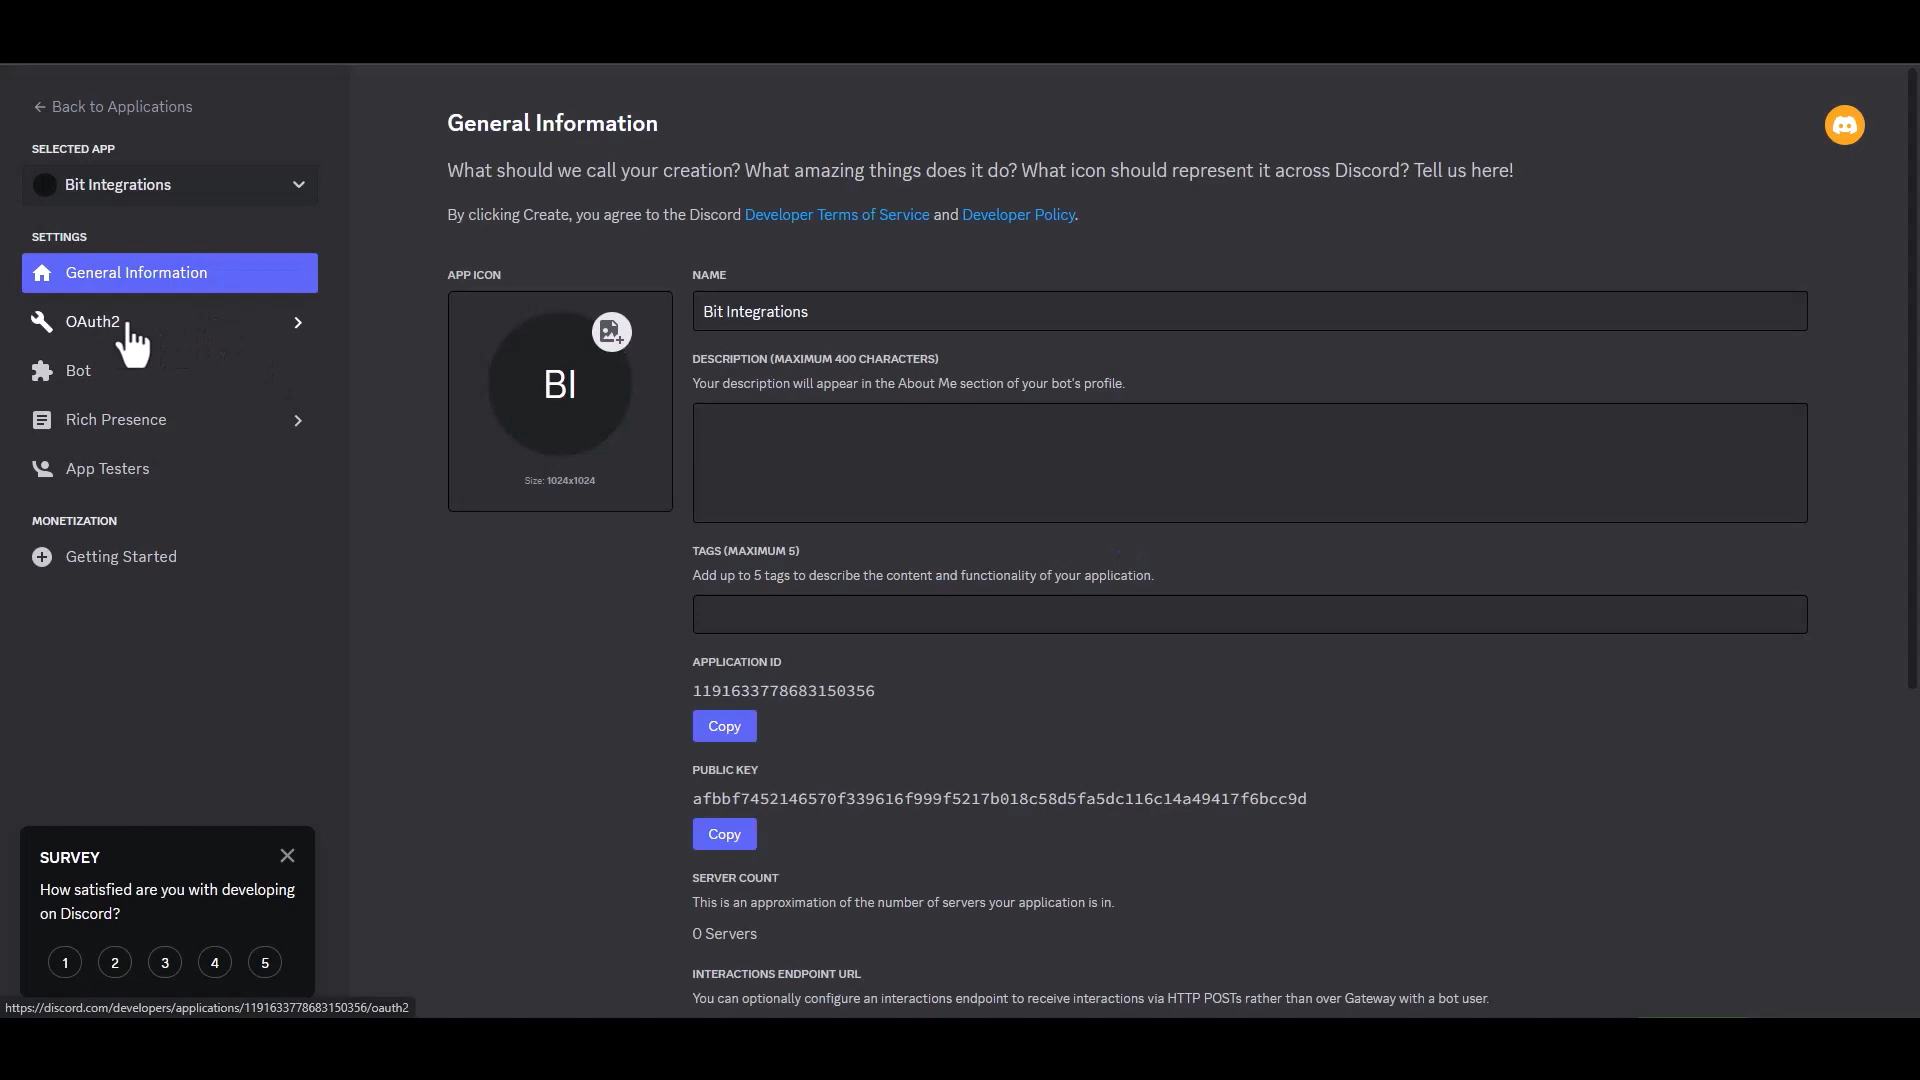 Back to Applications
SELECTED APP
Bit Integrations
SETTINGS
General Information
OAuth2
Bot
Rich Presence
App Testers
MONETIZATION
Getting Started
SURVEY
How satisfied are you with developing
on Discord?
1 2 3 4 5
https://discord.com/developers/applications/1191633778683150356/oauth2
General Information
What should we call your creation? What amazing things does it do? What icon should represent it across Discord? Tell us here!
By clicking Create, you agree to the Discord Developer Terms of Service and Developer Policy.
APP ICON
BI
Size: 1024x1024
NAME
Bit Integrations
DESCRIPTION (MAXIMUM 400 CHARACTERS)
Your description will appear in the About Me section of your bot's profile.
TAGS (MAXIMUM 5)
Add up to 5 tags to describe the content and functionality of your application.
APPLICATION ID
1191633778683150356
Copy
PUBLIC KEY
afbbf7452146570f339616f999f5217b018c58d5fa5dc116c14a49417f6bcc9d
Copy
SERVER COUNT
This is an approximation of the number of servers your application is in.
0 Servers
INTERACTIONS ENDPOINT URL
You can optionally configure an interactions endpoint to receive interactions via HTTP POSTs rather than over Gateway with a bot user.